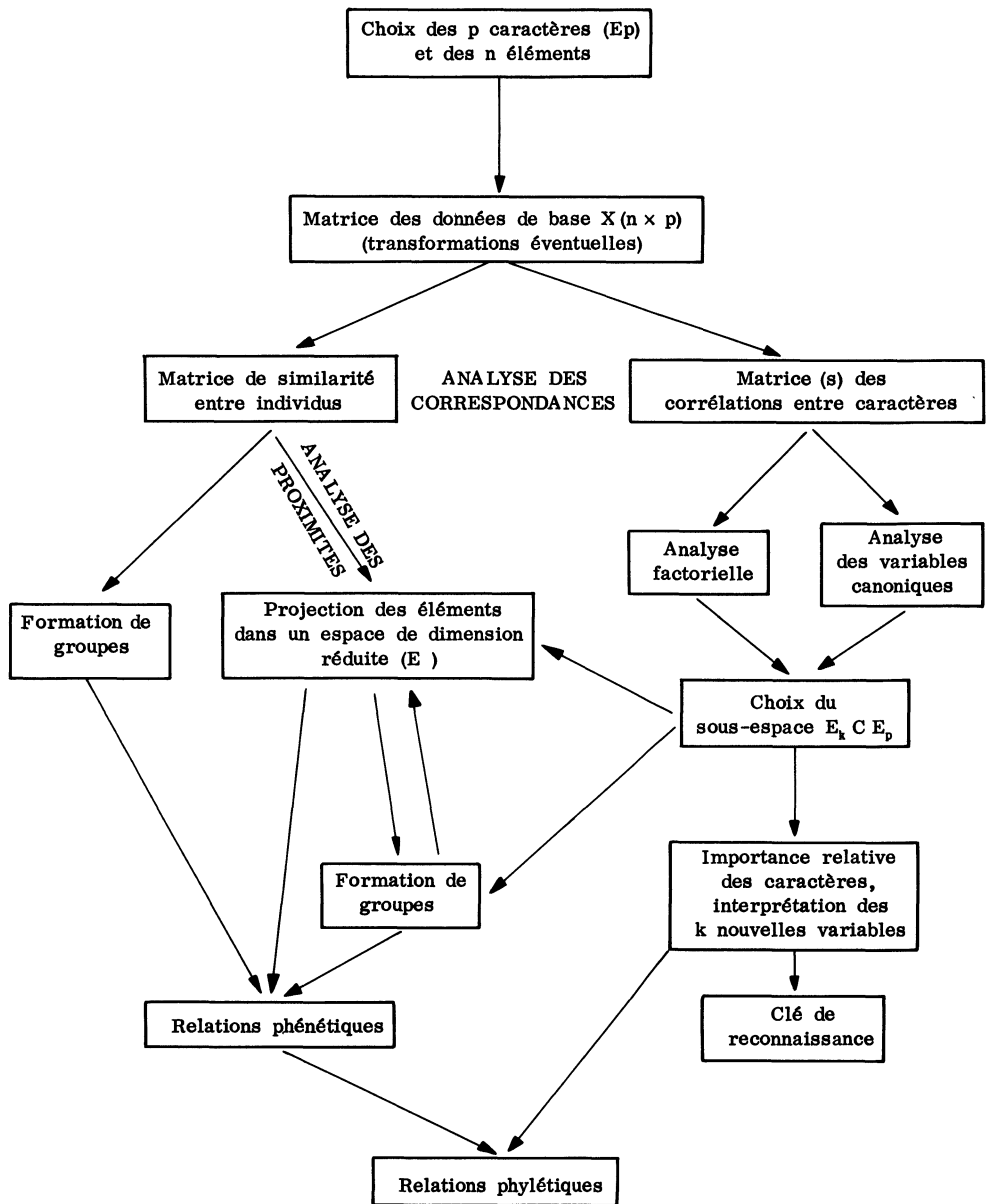 Choix des p caractères (Ep)
et des n éléments
Matrice des données de base X (n × p)
(transformations éventuelles)
Matrice de similarité
entre individus
ANALYSE DES
CORRESPONDANCES
Matrice (s) des
corrélations entre caractères
ANALYSE DES
PROXIMITES
Analyse
factorielle
Analyse
des variables
canoniques
Formation de
groupes
Projection des éléments
dans un espace de dimension
réduite (E )
Choix du
sous-espace Eₖ C Eₚ
Formation de
groupes
Importance relative
des caractères,
interprétation des
k nouvelles variables
Relations phénétiques
Clé de
reconnaissance
Relations phylétiques